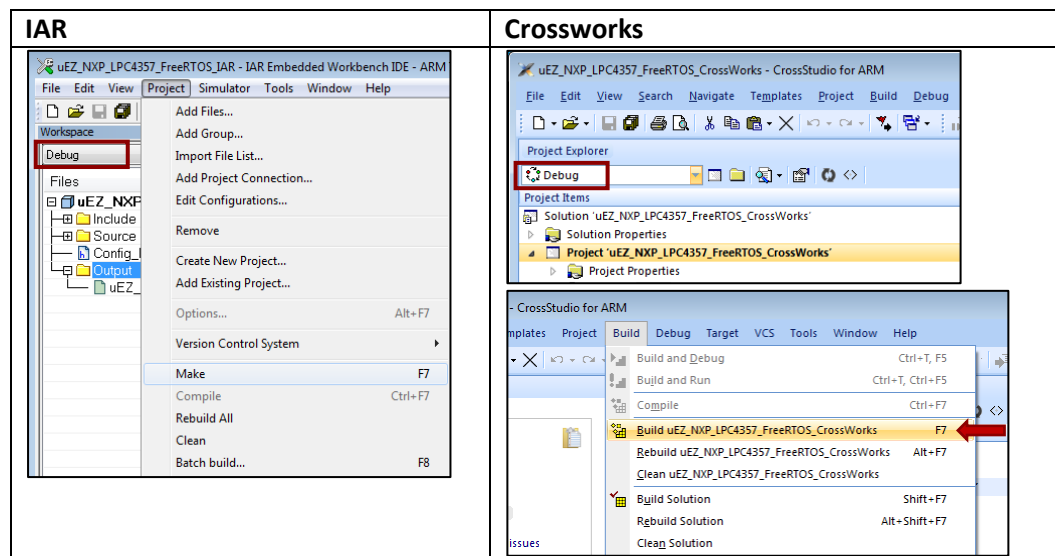 IAR
uEZ_NXP_LPC4357_FreeRTOS_IAR - IAR Embedded Workbench IDE - ARM
File Edit View Project Simulator Tools Window Help
Workspace
Debug
Files
uEZ_NXP
Include
Source
Config_
Output
uEZ_
Add Files...
Add Group...
Import File List...
Add Project Connection...
Edit Configurations...
Remove
Create New Project...
Add Existing Project...
Options... Alt+F7
Version Control System
Make F7
Compile Ctrl+F7
Rebuild All
Clean
Batch build... F8
Crossworks
uEZ_NXP_LPC4357_FreeRTOS_CrossWorks - CrossStudio for ARM
File Edit View Search Navigate Templates Project Build Debug
Project Explorer
Debug
Project Items
Solution 'uEZ_NXP_LPC4357_FreeRTOS_CrossWorks'
Solution Properties
Project 'uEZ_NXP_LPC4357_FreeRTOS_CrossWorks'
Project Properties
- CrossStudio for ARM
mplates Project Build Debug Target VCS Tools Window Help
Build and Debug Ctrl+T, F5
Build and Run Ctrl+T, Ctrl+F5
Compile Ctrl+F7
Build uEZ_NXP_LPC4357_FreeRTOS_CrossWorks F7
Rebuild uEZ_NXP_LPC4357_FreeRTOS_CrossWorks Alt+F7
Clean uEZ_NXP_LPC4357_FreeRTOS_CrossWorks
Build Solution Shift+F7
Rebuild Solution Alt+Shift+F7
Clean Solution
issues